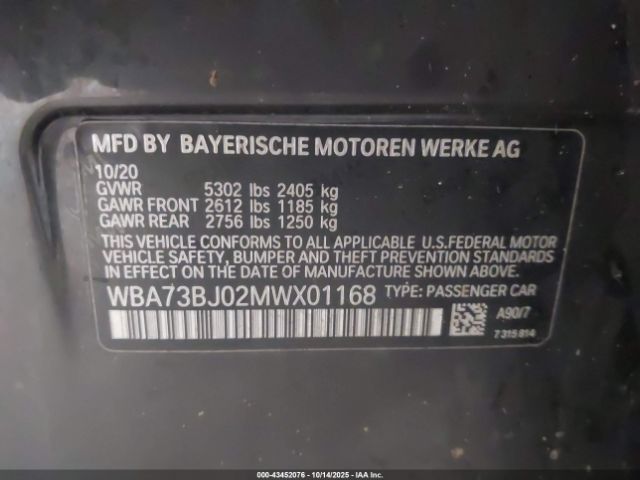 MFD BY BAYERISCHE MOTOREN WERKE AG
10/20
GVWR 5302 lbs 2405 kg
GAWR FRONT 2612 lbs 1185 kg
GAWR REAR 2756 lbs 1250 kg
THIS VEHICLE CONFORMS TO ALL APPLICABLE U.S.FEDERAL MOTOR
VEHICLE SAFETY, BUMPER AND THEFT PREVENTION STANDARDS
IN EFFECT ON THE DATE OF MANUFACTURE SHOWN ABOVE.
WBA73BJ02MWX01168 TYPE: PASSENGER CAR
A90/7
7315814
000-43452076 - 10/14/2025 - IAA Inc.